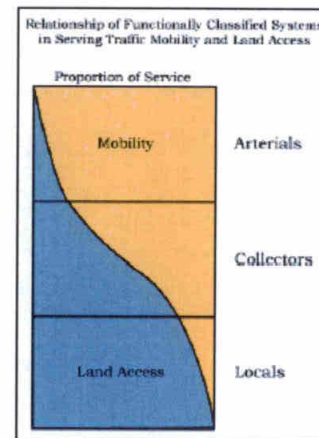 Relationship of Functionally Classified Systems
in Serving Traffic Mobility and Land Access
Proportion of Service
Mobility
Arterials
Collectors
Land Access
Locals